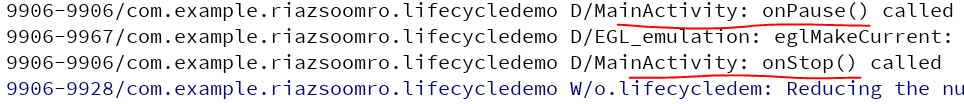 9906-9906/com.example.riazsoomro.lifecycledemo D/MainActivity: onPause() called
9906-9967/com.example.riazsoomro.lifecycledemo D/EGL_emulation: eglMakeCurrent:
9906-9906/com.example.riazsoomro.lifecycledemo D/MainActivity: onStop() called
9906-9928/com.example.riazsoomro.lifecycledemo W/o.lifecycledem: Reducing the nu